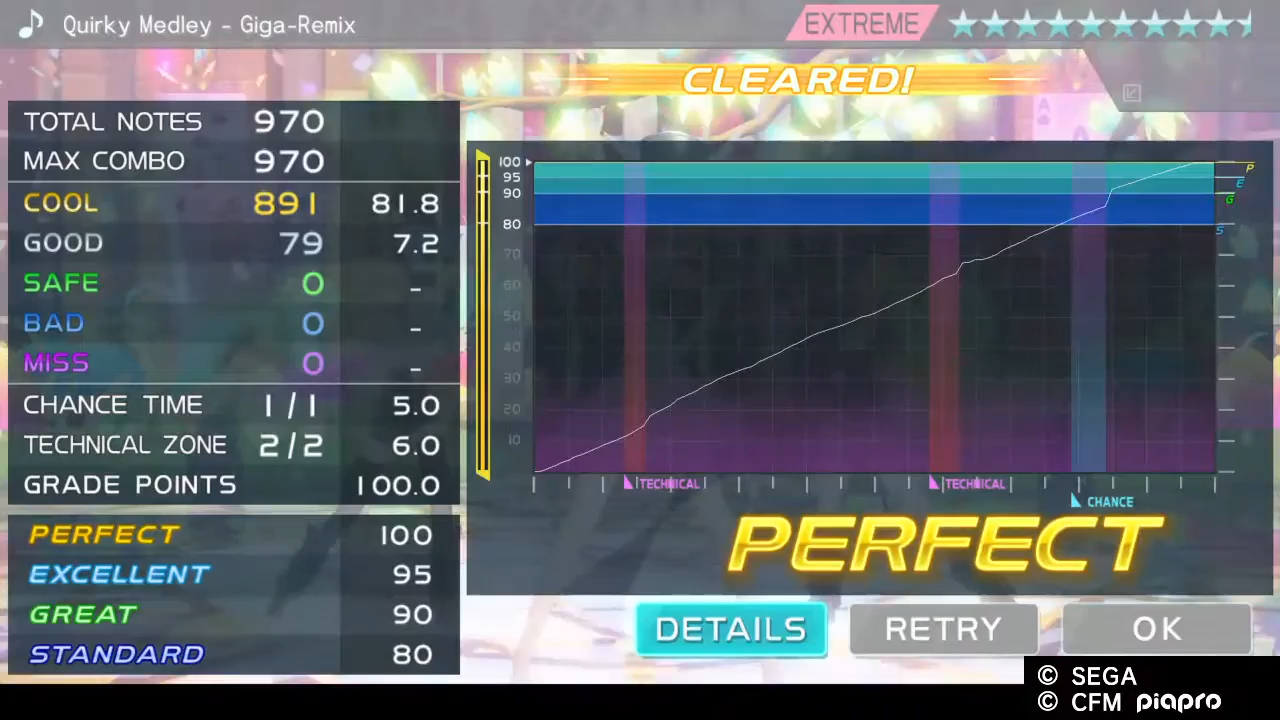 Quirky Medley - Giga-Remix
EXTREME
CLEARED!
TOTAL NOTES 970
MAX COMBO 970
COOL 891 81.8
GOOD 79 7.2
SAFE 0 -
BAD 0 -
MISS 0 -
CHANCE TIME 1/1 5.0
TECHNICAL ZONE 2/2 6.0
GRADE POINTS 100.0
PERFECT 100
EXCELLENT 95
GREAT 90
STANDARD 80
100
95
90
80
70
60
50
40
30
20
10
P
E
G
S
TECHNICAL
TECHNICAL
CHANCE
PERFECT
DETAILS
RETRY
OK
© SEGA
© CFM piapro